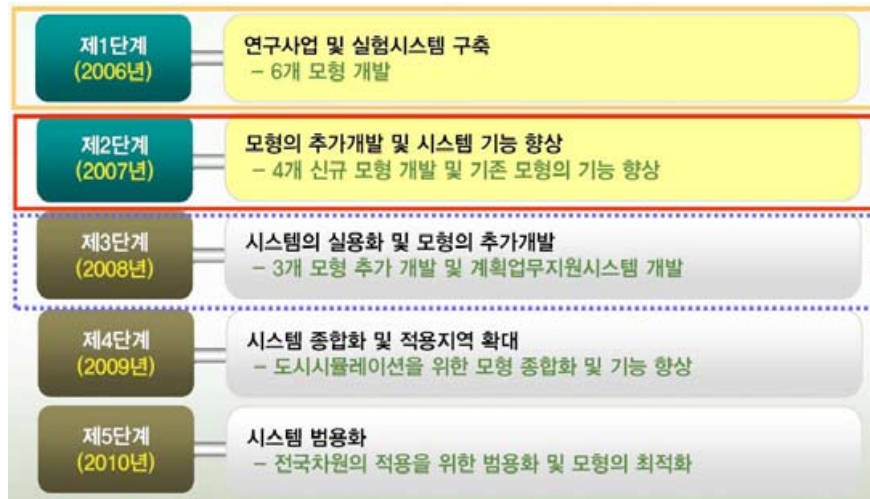 제1단계
(2006년)
연구사업 및 실험시스템 구축
– 6개 모형 개발
제2단계
(2007년)
모형의 추가개발 및 시스템 기능 향상
– 4개 신규 모형 개발 및 기존 모형의 기능 향상
제3단계
(2008년)
시스템의 실용화 및 모형의 추가개발
– 3개 모형 추가 개발 및 계획업무지원시스템 개발
제4단계
(2009년)
시스템 종합화 및 적용지역 확대
– 도시시뮬레이션을 위한 모형 종합화 및 기능 향상
제5단계
(2010년)
시스템 범용화
– 전국차원의 적용을 위한 범용화 및 모형의 최적화